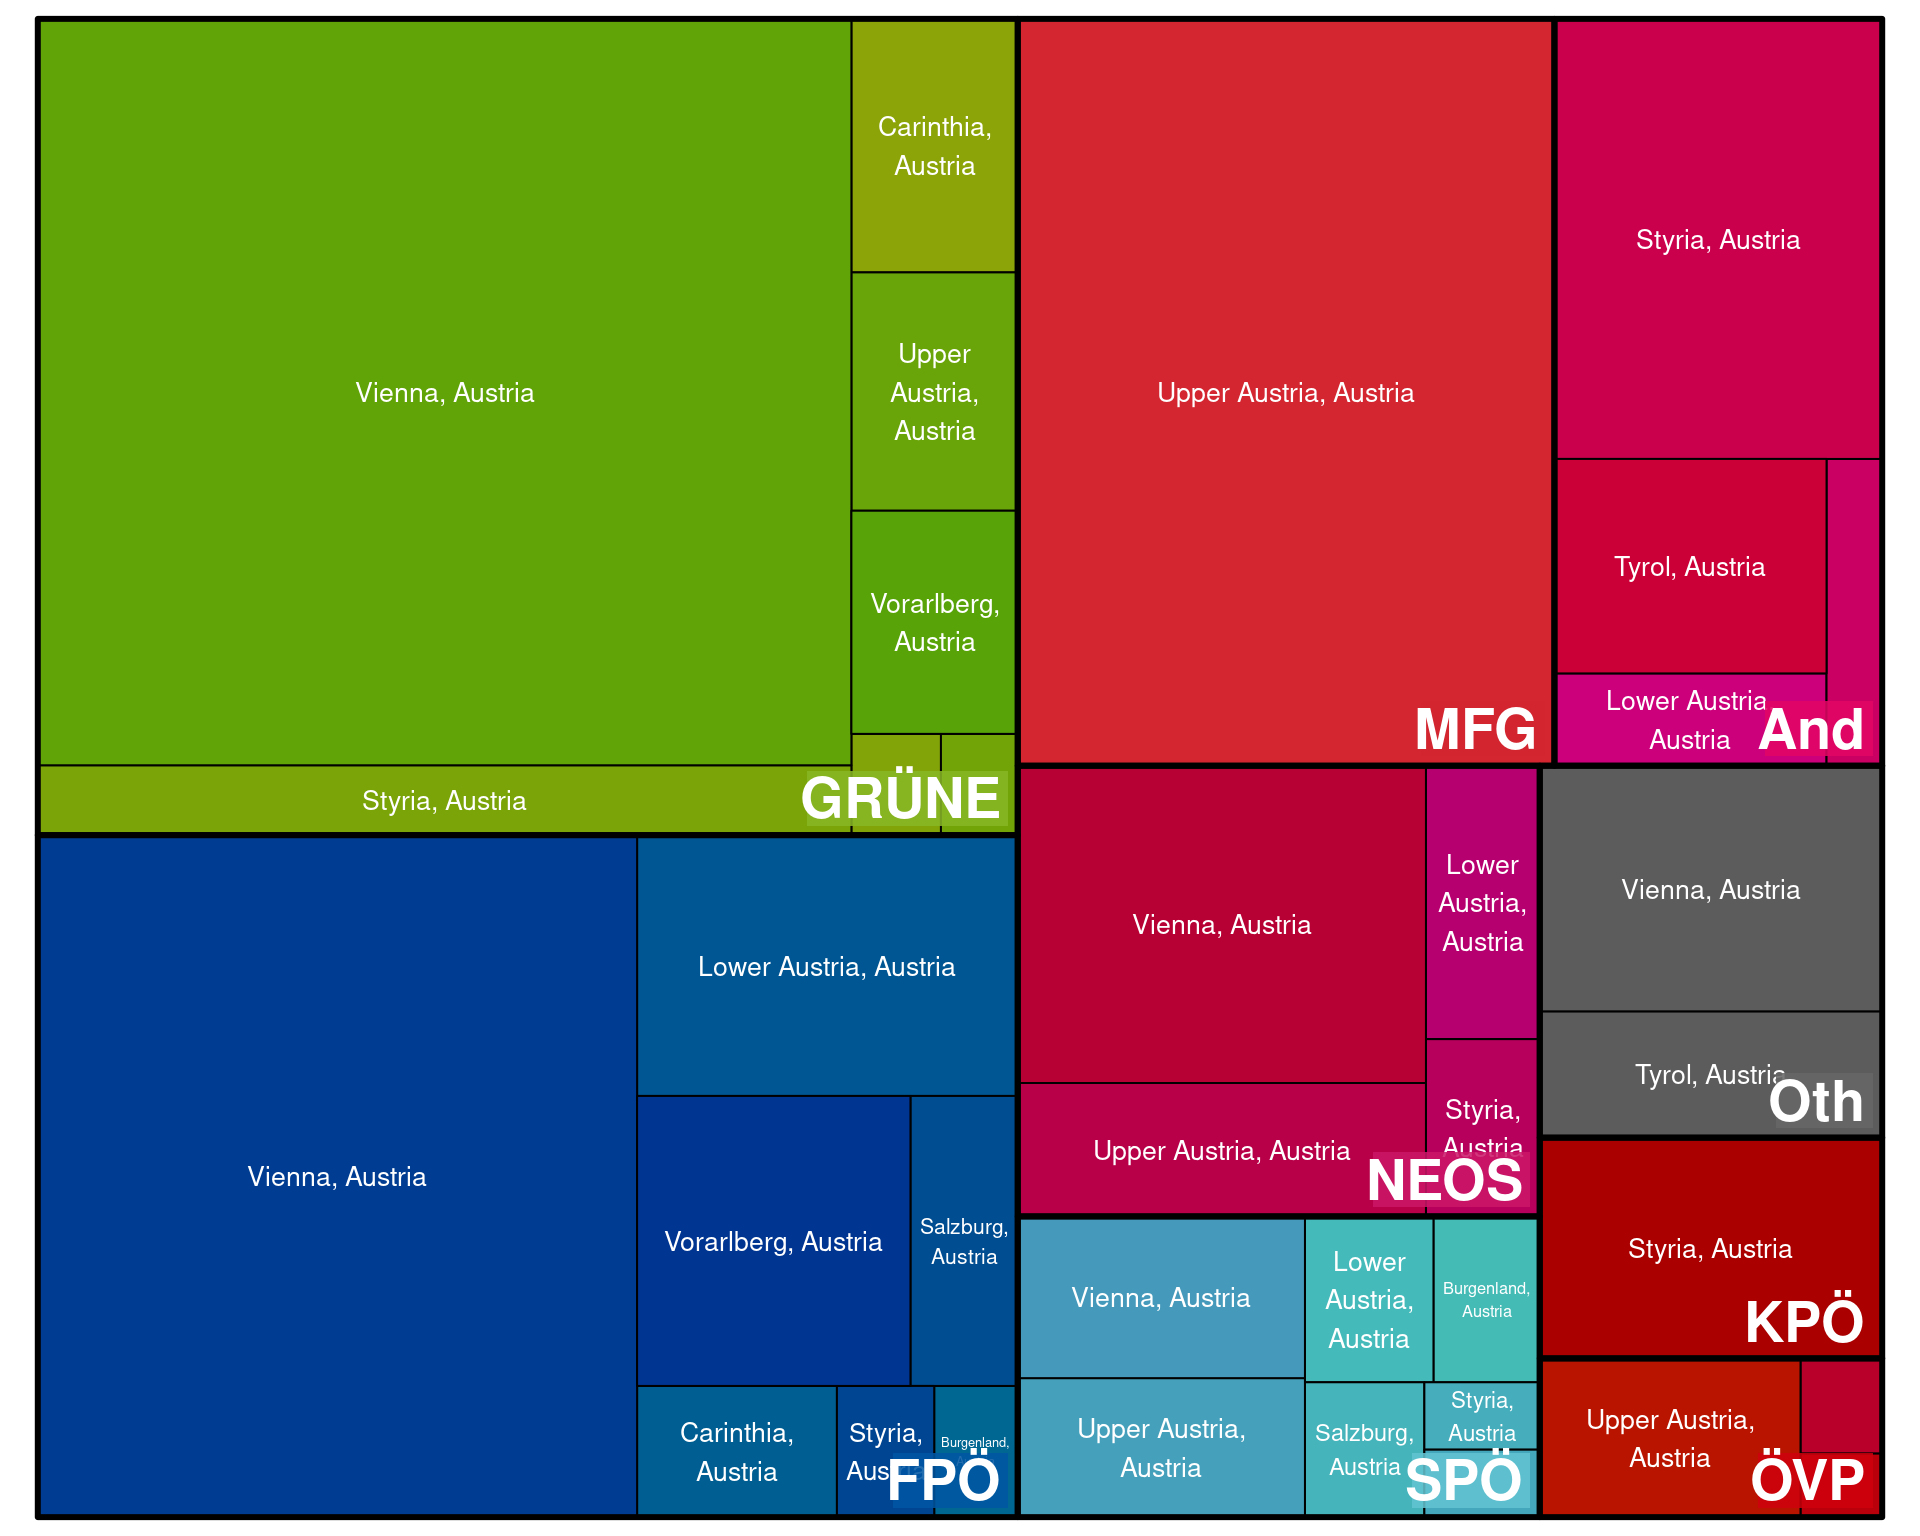 Vienna, Austria
Carinthia,
Austria
Upper
Austria,
Austria
Vorarlberg,
Austria
Styria, Austria
GRÜNE
Upper Austria, Austria
MFG
Styria, Austria
Tyrol, Austria
Lower Austria
Austria
And
Vienna, Austria
Lower Austria, Austria
Vorarlberg, Austria
Salzburg,
Austria
Carinthia,
Austria
Styria,
Austria
Burgenland,
FPÖ
Vienna, Austria
Lower
Austria,
Austria
Upper Austria, Austria
Styria,
Austria
NEOS
Vienna, Austria
Tyrol, Austria
Oth
Styria, Austria
KPÖ
Vienna, Austria
Lower
Austria,
Austria
Burgenland,
Austria
Upper Austria,
Austria
Salzburg,
Austria
Styria,
Austria
SPÖ
Upper Austria,
Austria
ÖVP